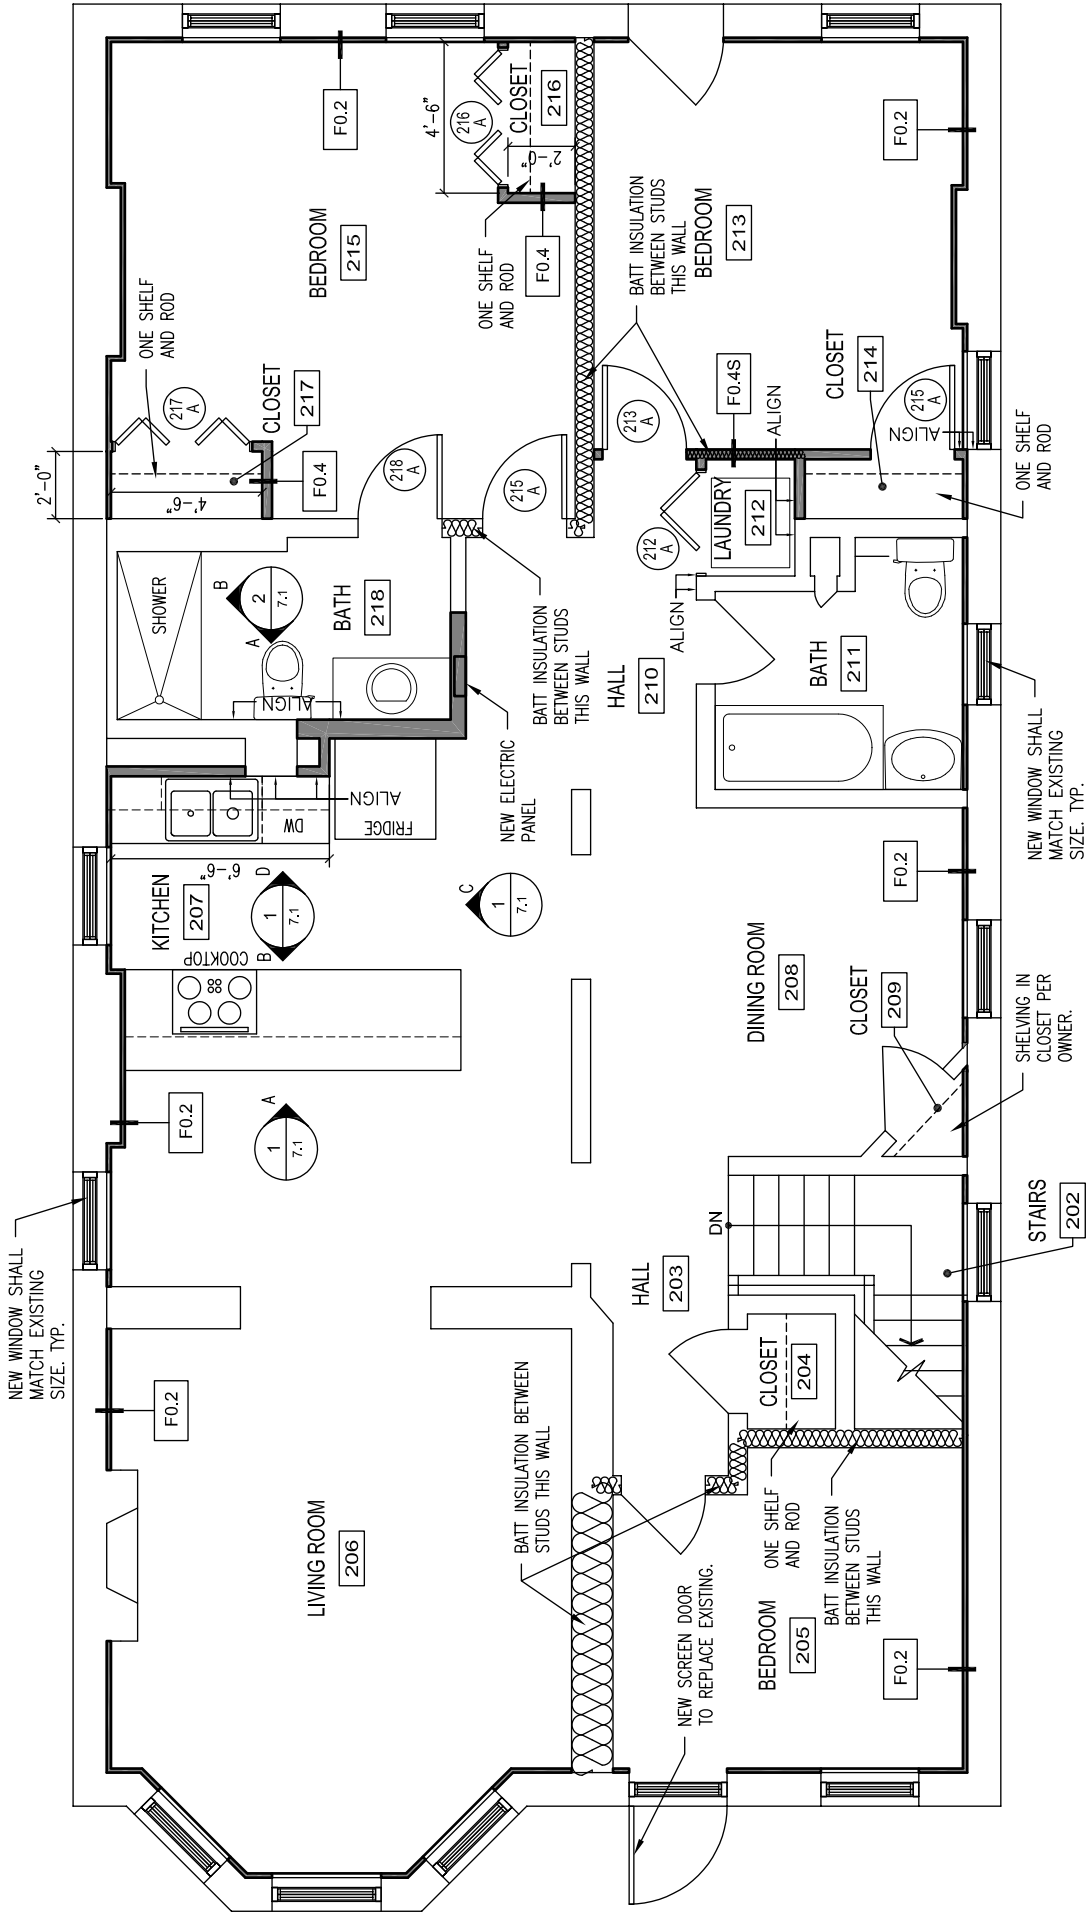 NEW WINDOW SHALL
MATCH EXISTING
SIZE. TYP.
F0.2
F0.2
F0.2
2'-0"
4'-6"
4'-6"
2'-0"
6'-6"
ONE SHELF
AND ROD
217
A
CLOSET
217
F0.4
BEDROOM
215
ONE SHELF
AND ROD
216
A
CLOSET
216
F0.4
218
A
215
A
SHOWER
B
2
7.1
A
BATH
218
ALIGN
BATT INSULATION
BETWEEN STUDS
THIS WALL
NEW ELECTRIC
PANEL
KITCHEN
207
DW
FRIDGE
ALIGN
COOKTOP
D
1
7.1
B
C
1
7.1
A
1
7.1
LIVING ROOM
206
BATT INSULATION BETWEEN
STUDS THIS WALL
BATT INSULATION
BETWEEN STUDS
THIS WALL
BEDROOM
213
F0.2
213
A
F0.4S
ALIGN
CLOSET
214
215
A
ALIGN
ONE SHELF
AND ROD
212
A
LAUNDRY
212
ALIGN
HALL
210
BATH
211
NEW WINDOW SHALL
MATCH EXISTING
SIZE. TYP.
F0.2
DINING ROOM
208
CLOSET
209
SHELVING IN
CLOSET PER
OWNER.
HALL
203
DN
STAIRS
202
CLOSET
204
ONE SHELF
AND ROD
BATT INSULATION
BETWEEN STUDS
THIS WALL
BEDROOM
205
F0.2
NEW SCREEN DOOR
TO REPLACE EXISTING.